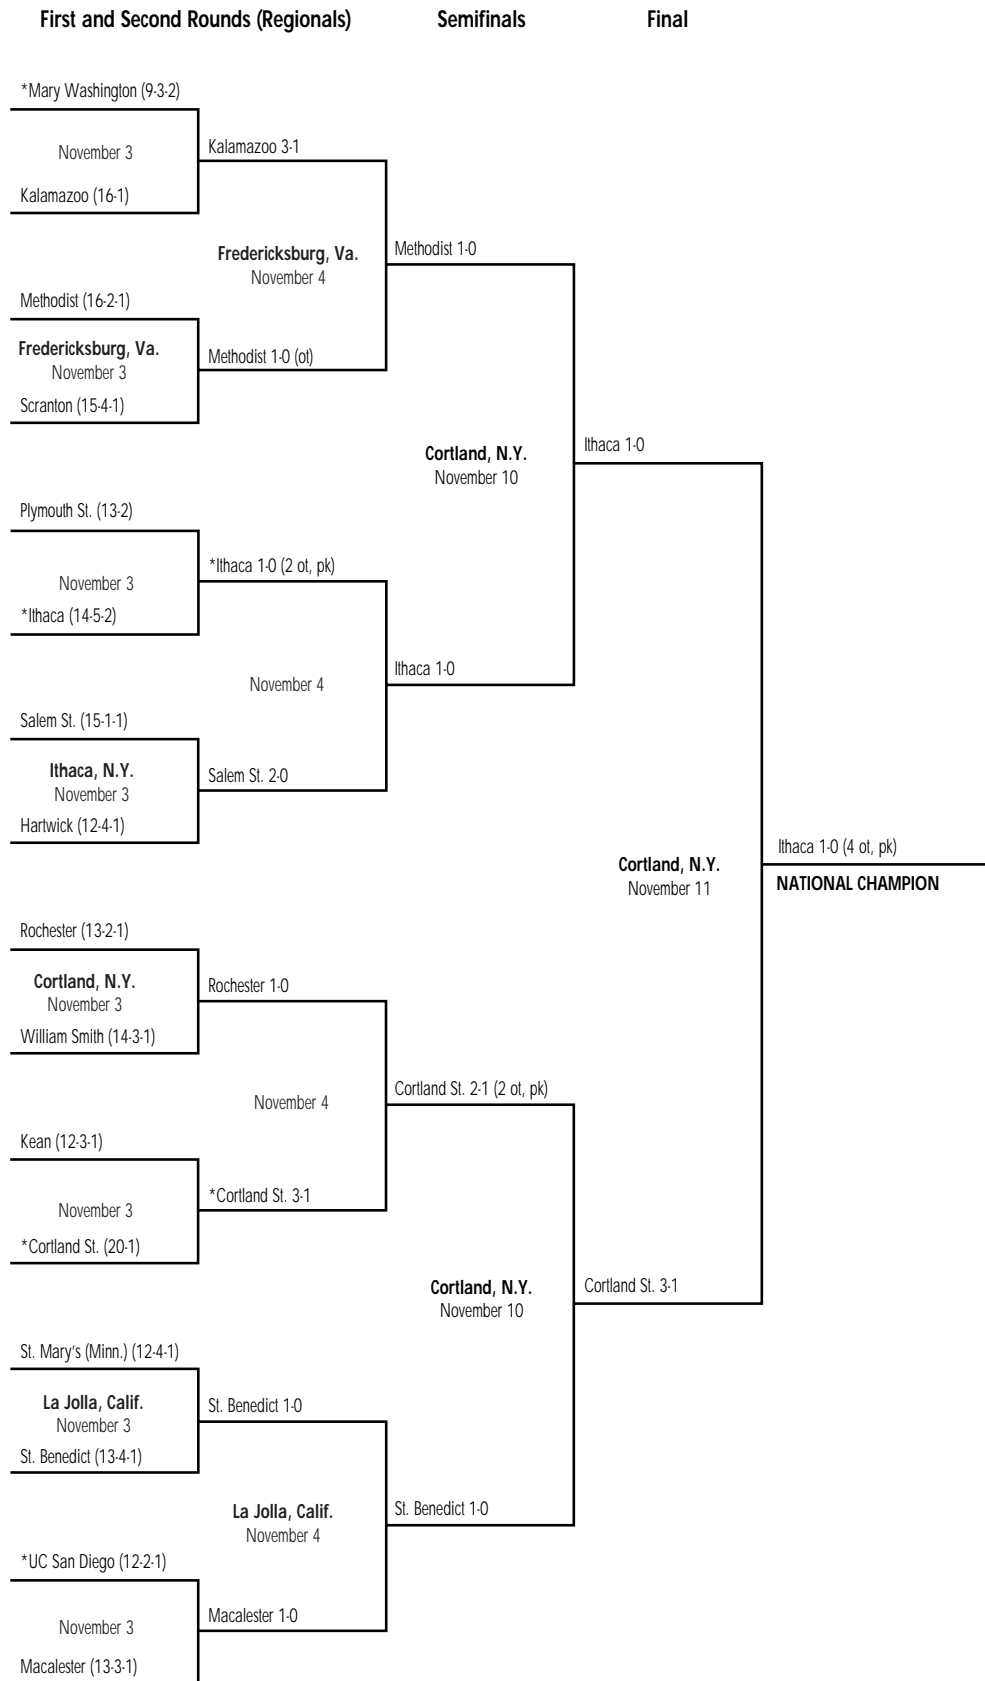 First and Second Rounds (Regionals) Semifinals Final
*Mary Washington (9-3-2)
Kalamazoo 3-1
November 3
Kalamazoo (16-1)
Fredericksburg, Va.
November 4
Methodist 1-0
Methodist (16-2-1)
Fredericksburg, Va.
November 3
Methodist 1-0 (ot)
Scranton (15-4-1)
Cortland, N.Y.
November 10
Ithaca 1-0
Plymouth St. (13-2)
*Ithaca 1-0 (2 ot, pk)
November 3
*Ithaca (14-5-2)
November 4
Ithaca 1-0
Salem St. (15-1-1)
Ithaca, N.Y.
November 3
Salem St. 2-0
Hartwick (12-4-1)
Cortland, N.Y.
November 11
Ithaca 1-0 (4 ot, pk)
NATIONAL CHAMPION
Rochester (13-2-1)
Cortland, N.Y.
November 3
Rochester 1-0
William Smith (14-3-1)
November 4
Cortland St. 2-1 (2 ot, pk)
Kean (12-3-1)
*Cortland St. 3-1
November 3
*Cortland St. (20-1)
Cortland, N.Y.
November 10
Cortland St. 3-1
St. Mary's (Minn.) (12-4-1)
La Jolla, Calif.
November 3
St. Benedict 1-0
St. Benedict (13-4-1)
La Jolla, Calif.
November 4
St. Benedict 1-0
*UC San Diego (12-2-1)
Macalester 1-0
November 3
Macalester (13-3-1)